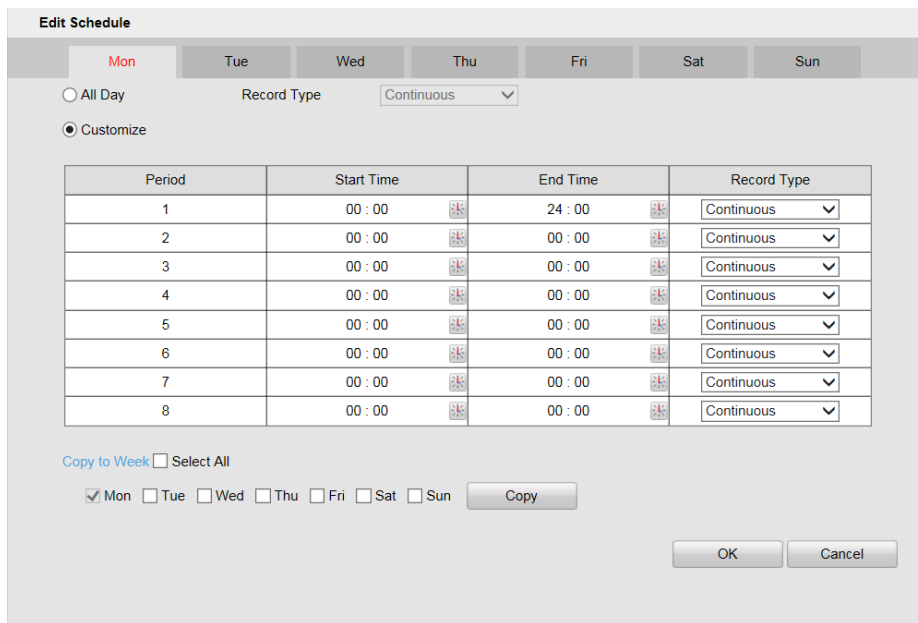 Edit Schedule
Mon Tue Wed Thu Fri Sat Sun
All Day Record Type Continuous
Customize
Period Start Time End Time Record Type
1 00 : 00 24 : 00 Continuous
2 00 : 00 00 : 00 Continuous
3 00 : 00 00 : 00 Continuous
4 00 : 00 00 : 00 Continuous
5 00 : 00 00 : 00 Continuous
6 00 : 00 00 : 00 Continuous
7 00 : 00 00 : 00 Continuous
8 00 : 00 00 : 00 Continuous
Copy to Week Select All
Mon Tue Wed Thu Fri Sat Sun Copy
OK Cancel